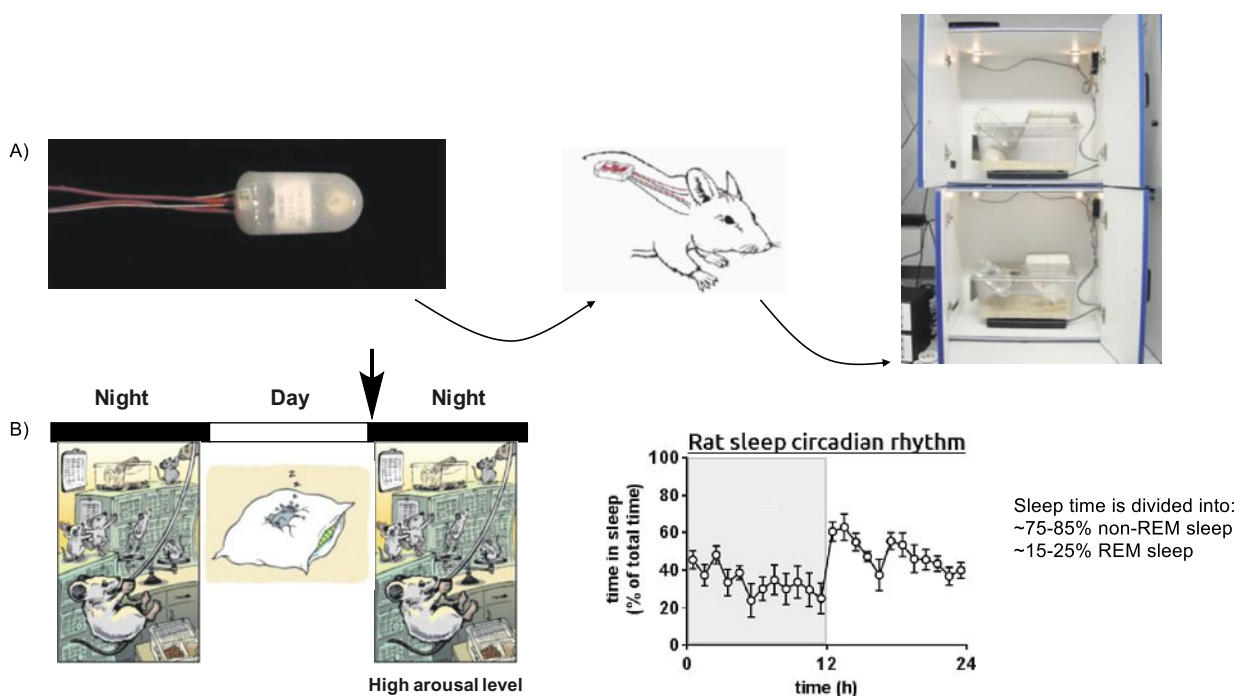 A)
Night
Day
Night
B)
High arousal level
Rat sleep circadian rhythm
time in sleep
(% of total time)
100
80
60
40
20
0
0
12
24
time (h)
z
z
z
Sleep time is divided into:
~75-85% non-REM sleep
~15-25% REM sleep